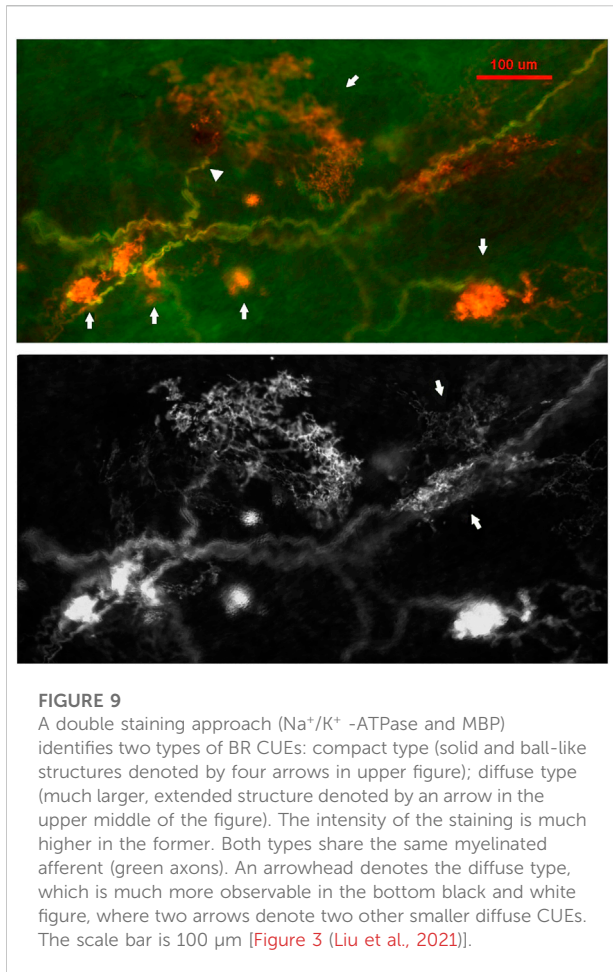 100 um
FIGURE 9
A double staining approach (Na⁺/K⁺ -ATPase and MBP)
identifies two types of BR CUEs: compact type (solid and ball-like
structures denoted by four arrows in upper figure); diffuse type
(much larger, extended structure denoted by an arrow in the
upper middle of the figure). The intensity of the staining is much
higher in the former. Both types share the same myelinated
afferent (green axons). An arrowhead denotes the diffuse type,
which is much more observable in the bottom black and white
figure, where two arrows denote two other smaller diffuse CUEs.
The scale bar is 100 μm [Figure 3 (Liu et al., 2021)].